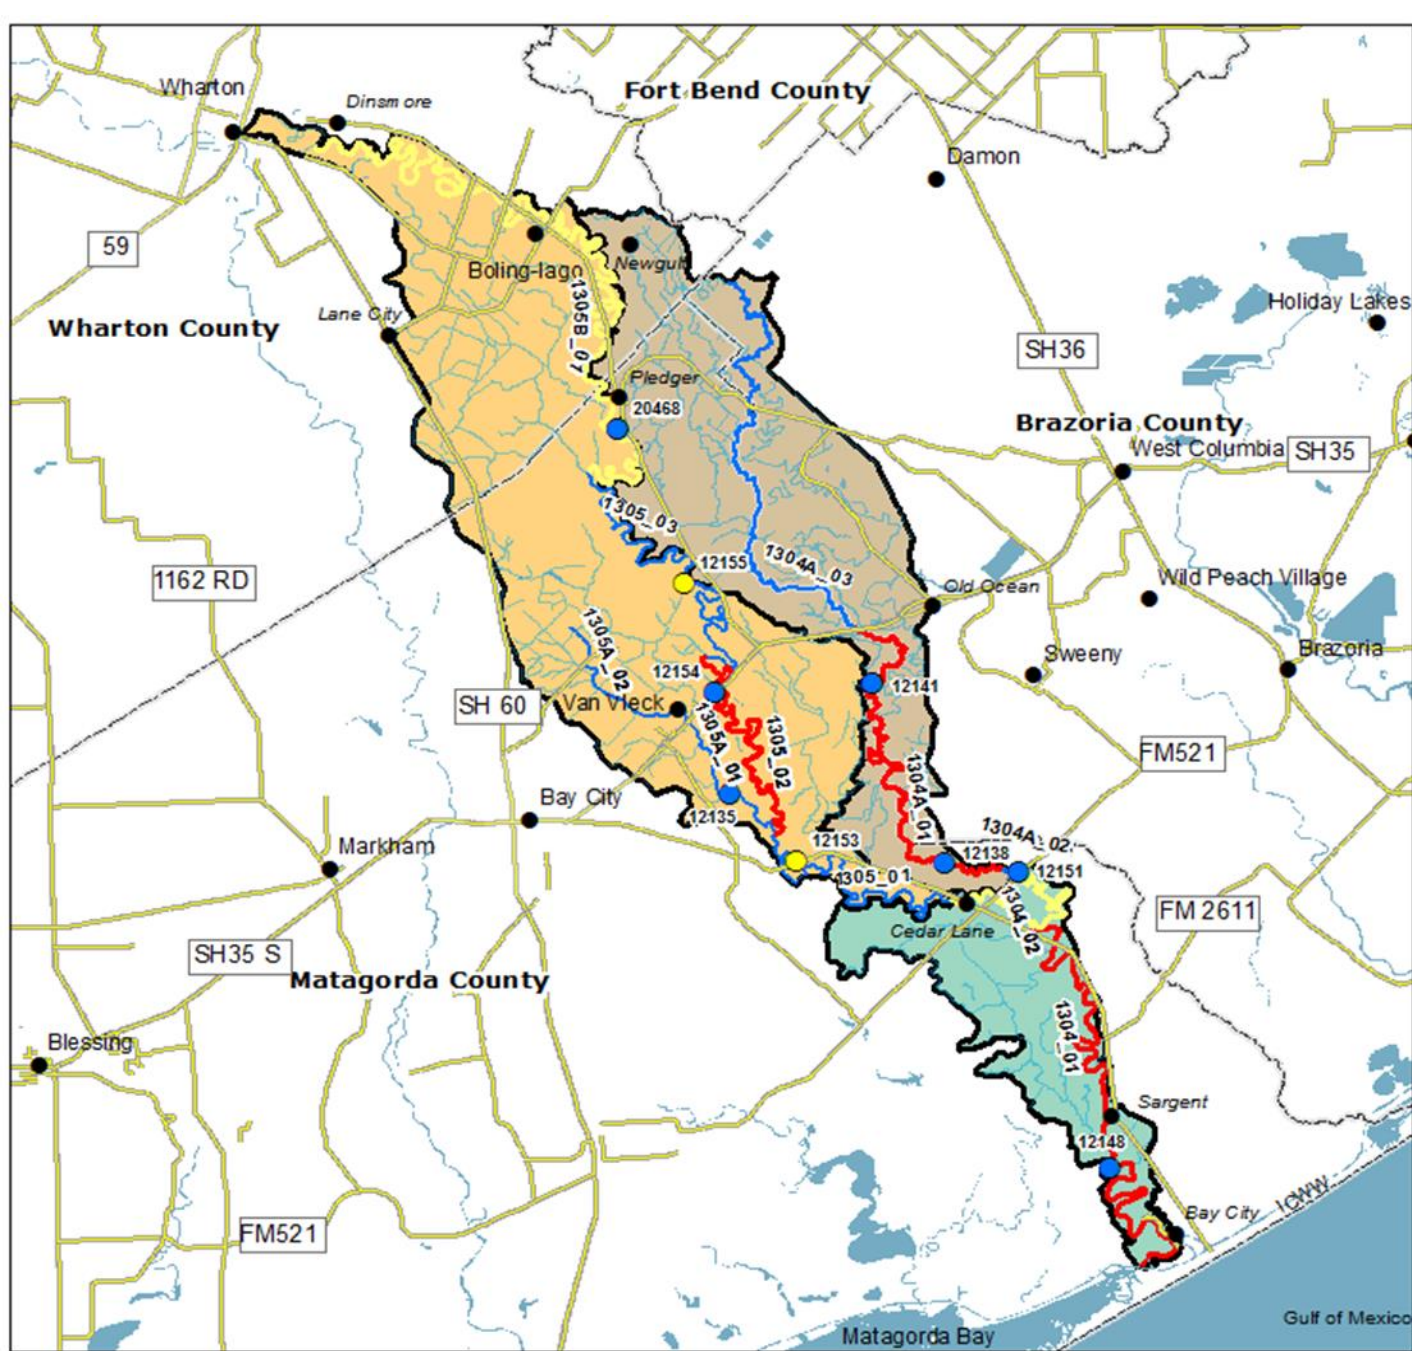 Fort Bend County
Wharton
Dinsmore
Damon
59
Boling-Iago
Newgulf
Holiday Lakes
Lane City
Wharton County
1305B_01
SH36
Pledger
20468
Brazoria County
West Columbia
SH35
1305_03
12155
1304A_03
1162 RD
Old Ocean
Wild Peach Village
1305A_02
12154
12141
Sweeny
Brazoria
SH 60
Van Vleck
1305A_01
1305_02
FM521
1304A_01
Bay City
12135
12153
1304A_02
Markham
12138
12151
1305_01
Cedar Lane
1304_02
FM 2611
SH35 S
Matagorda County
1304_01
Blessing
Sargent
12148
Bay City
ICWW
FM521
Gulf of Mexico
Matagorda Bay